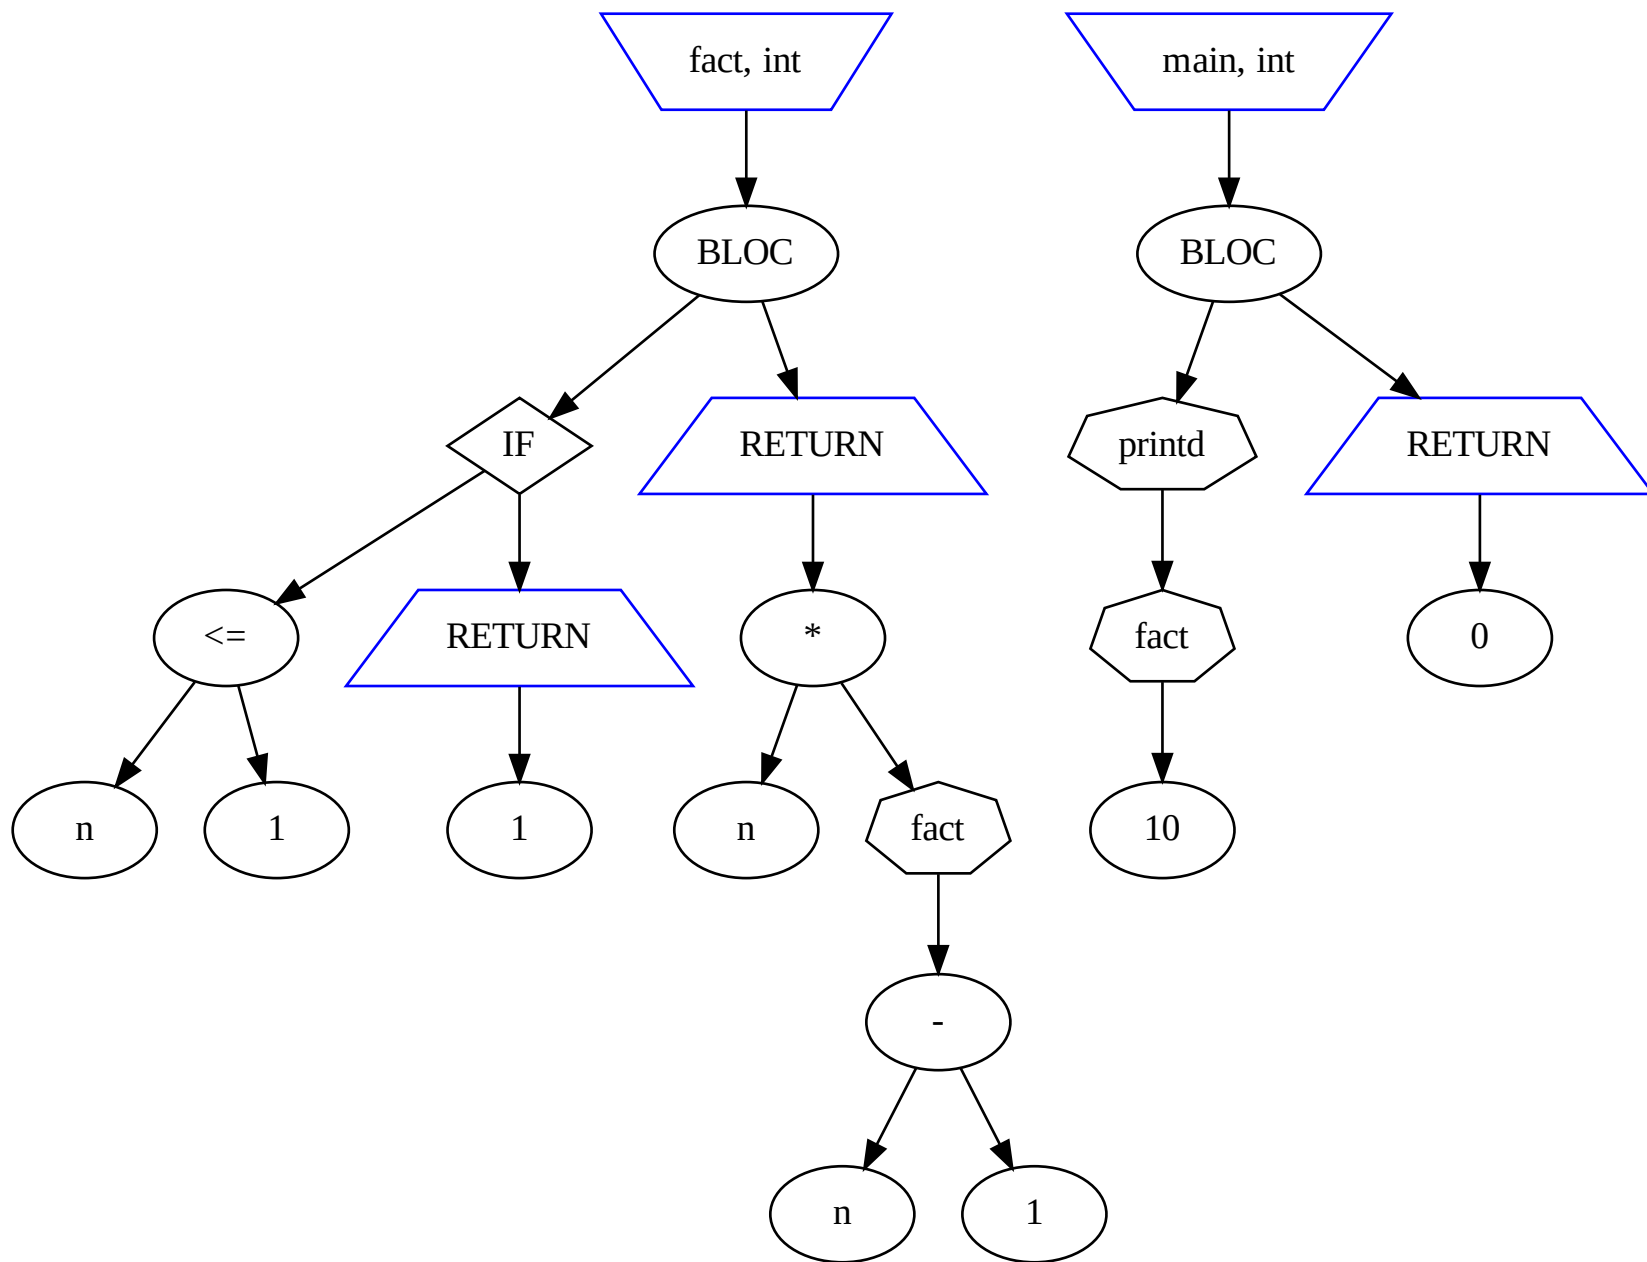 fact, int
main, int
BLOC
BLOC
IF
RETURN
printd
RETURN
<=
RETURN
*
fact
0
n
1
1
n
fact
10
-
n
1